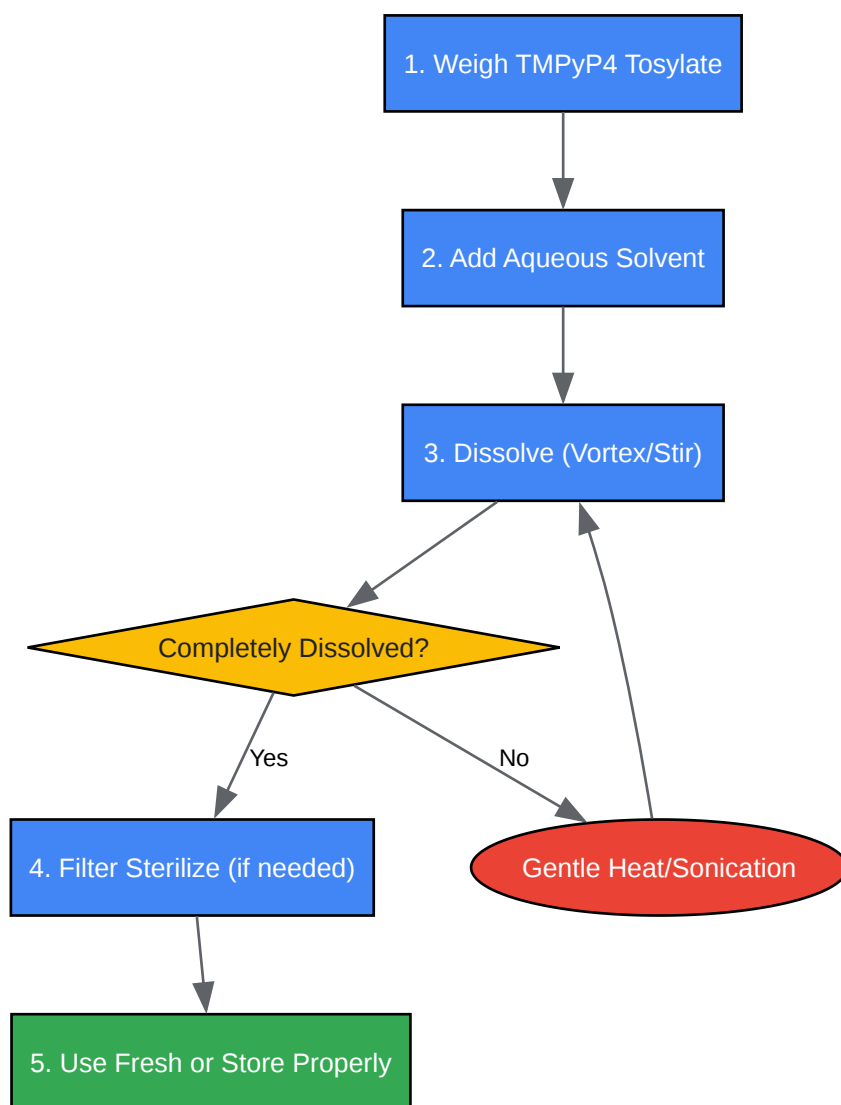 1. Weigh TMPyP4 Tosylate
2. Add Aqueous Solvent
3. Dissolve (Vortex/Stir)
Completely Dissolved?
Yes
No
4. Filter Sterilize (if needed)
Gentle Heat/Sonication
5. Use Fresh or Store Properly